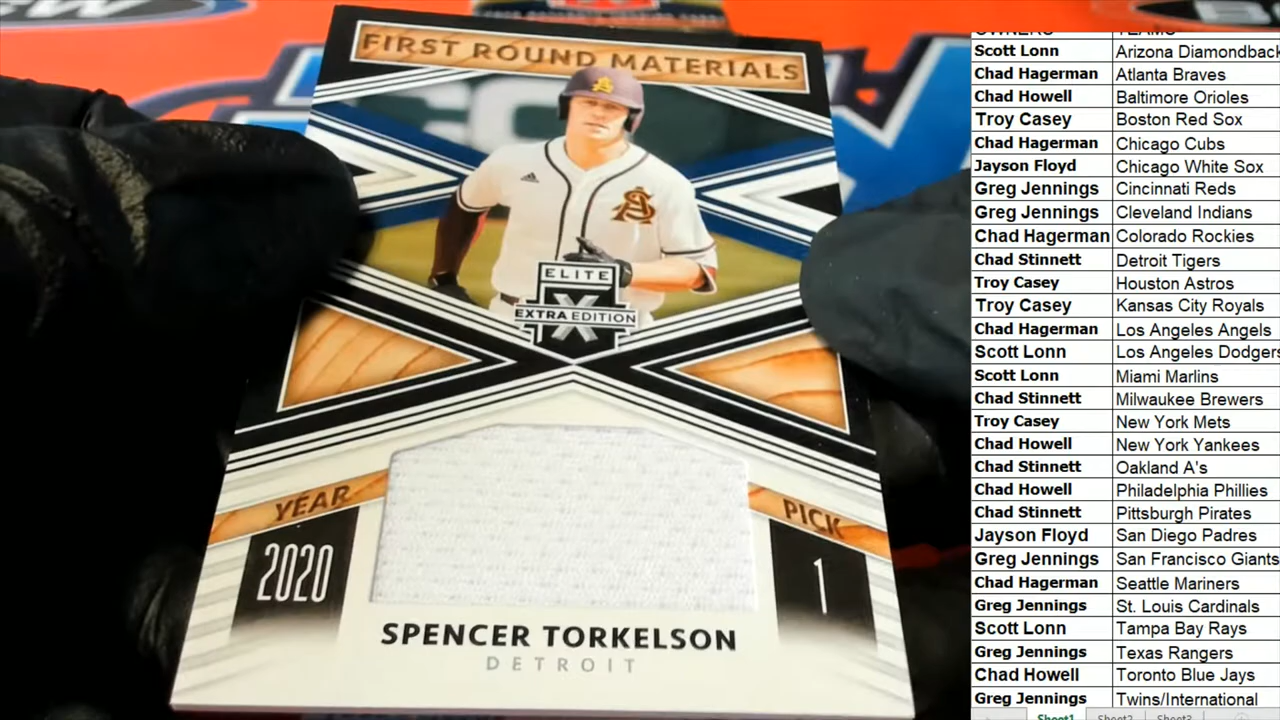 FIRST ROUND MATERIALS
ELITE
X
EXTRA EDITION
YEAR
PICK
2020
1
SPENCER TORKELSON
DETROIT
OWNERS TEAMS
Scott Lonn Arizona Diamondback
Chad Hagerman Atlanta Braves
Chad Howell Baltimore Orioles
Troy Casey Boston Red Sox
Chad Hagerman Chicago Cubs
Jayson Floyd Chicago White Sox
Greg Jennings Cincinnati Reds
Greg Jennings Cleveland Indians
Chad Hagerman Colorado Rockies
Chad Stinnett Detroit Tigers
Troy Casey Houston Astros
Troy Casey Kansas City Royals
Chad Hagerman Los Angeles Angels
Scott Lonn Los Angeles Dodgers
Scott Lonn Miami Marlins
Chad Stinnett Milwaukee Brewers
Troy Casey New York Mets
Chad Howell New York Yankees
Chad Stinnett Oakland A's
Chad Howell Philadelphia Phillies
Chad Stinnett Pittsburgh Pirates
Jayson Floyd San Diego Padres
Greg Jennings San Francisco Giants
Chad Hagerman Seattle Mariners
Greg Jennings St. Louis Cardinals
Scott Lonn Tampa Bay Rays
Greg Jennings Texas Rangers
Chad Howell Toronto Blue Jays
Greg Jennings Twins/International
Sheet1 Sheet2 Sheet3